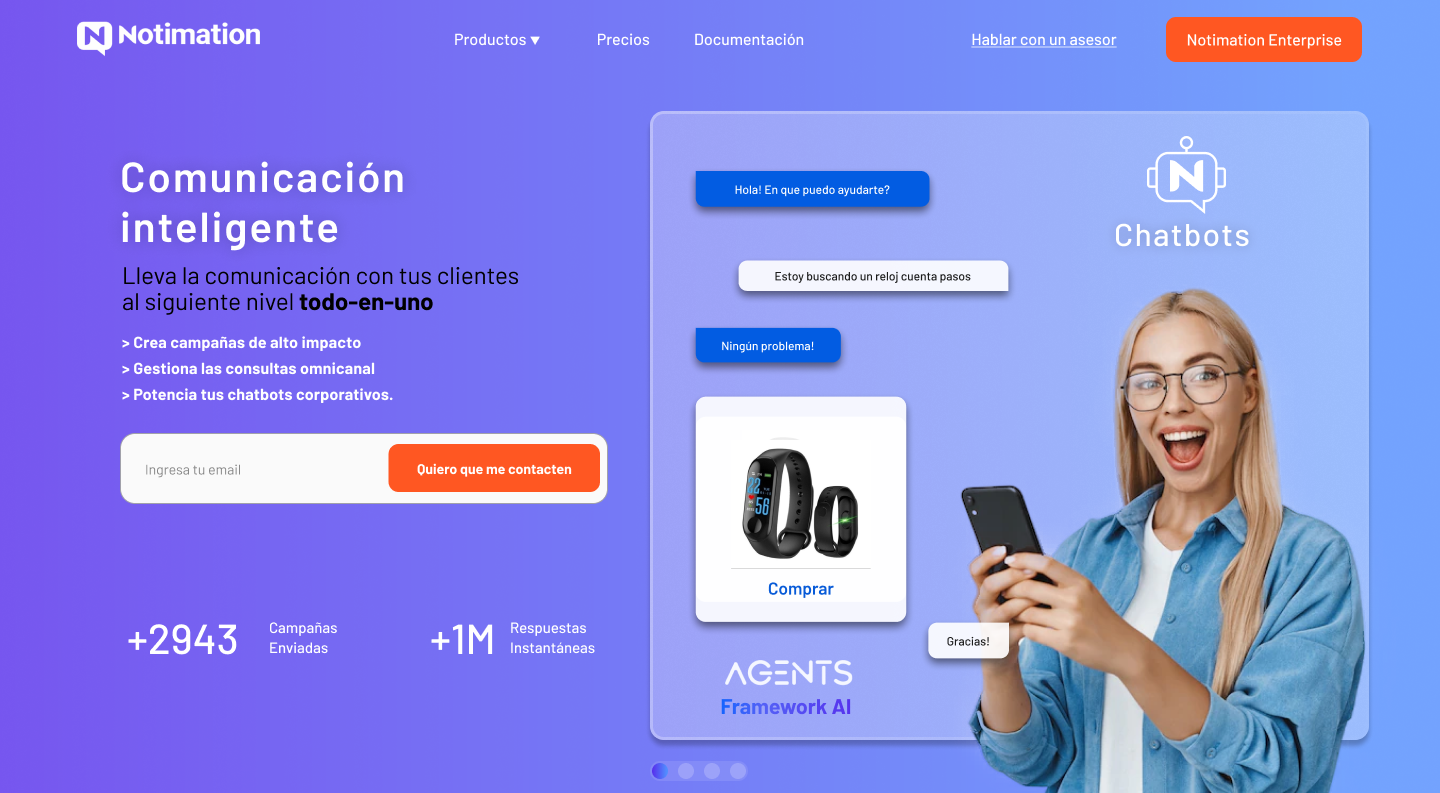 Notimation
Productos ▼
Precios
Documentación
Hablar con un asesor
Notimation Enterprise
Comunicación
inteligente
Lleva la comunicación con tus clientes
al siguiente nivel todo-en-uno
> Crea campañas de alto impacto
> Gestiona las consultas omnicanal
> Potencia tus chatbots corporativos.
Ingresa tu email
Quiero que me contacten
+2943
Campañas
Enviadas
+1M
Respuestas
Instantáneas
Hola! En que puedo ayudarte?
Estoy buscando un reloj cuenta pasos
Ningún problema!
Comprar
Gracias!
AGENTS
Framework AI
Chatbots